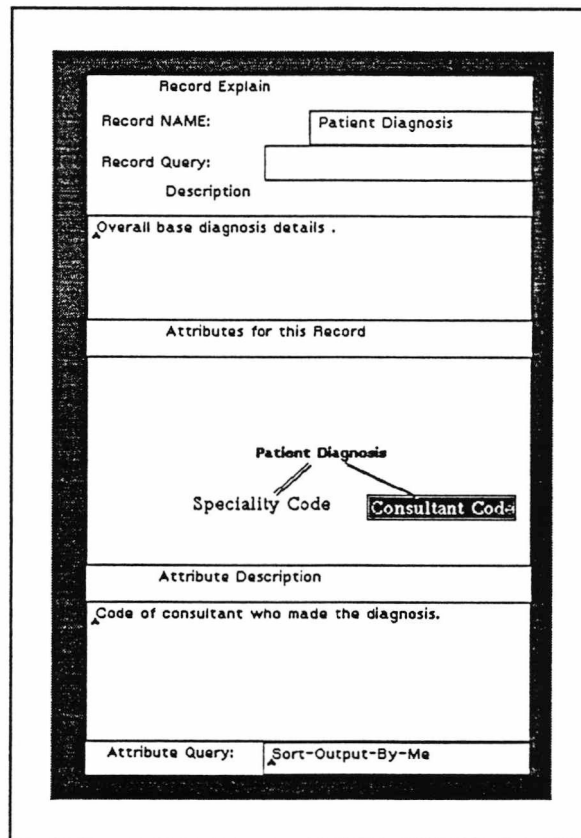 Record Explain
Record NAME: Patient Diagnosis
Record Query:
Description
Overall base diagnosis details .
Attributes for this Record
Patient Diagnosis
Speciality Code Consultant Code
Attribute Description
Code of consultant who made the diagnosis.
Attribute Query: Sort-Output-By-Me